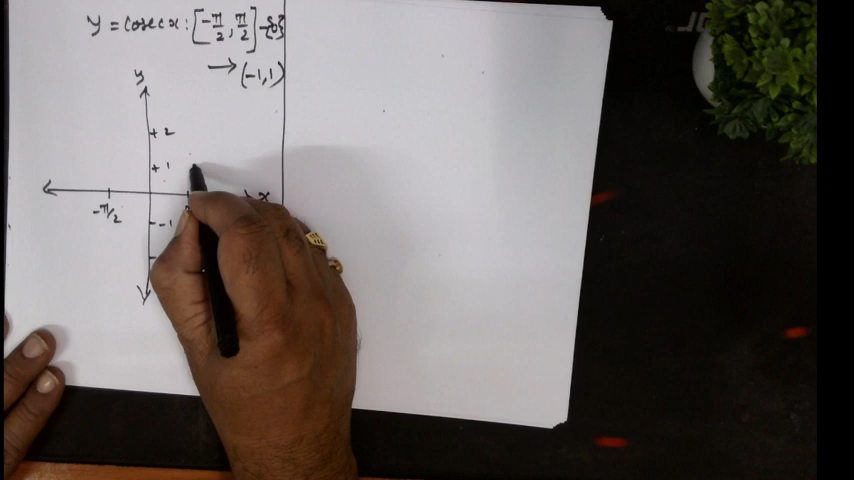 y = cosec x : [-π/2, π/2] - {0}
→ (-1,1)
y
+2
+1
x
-π/2
-1